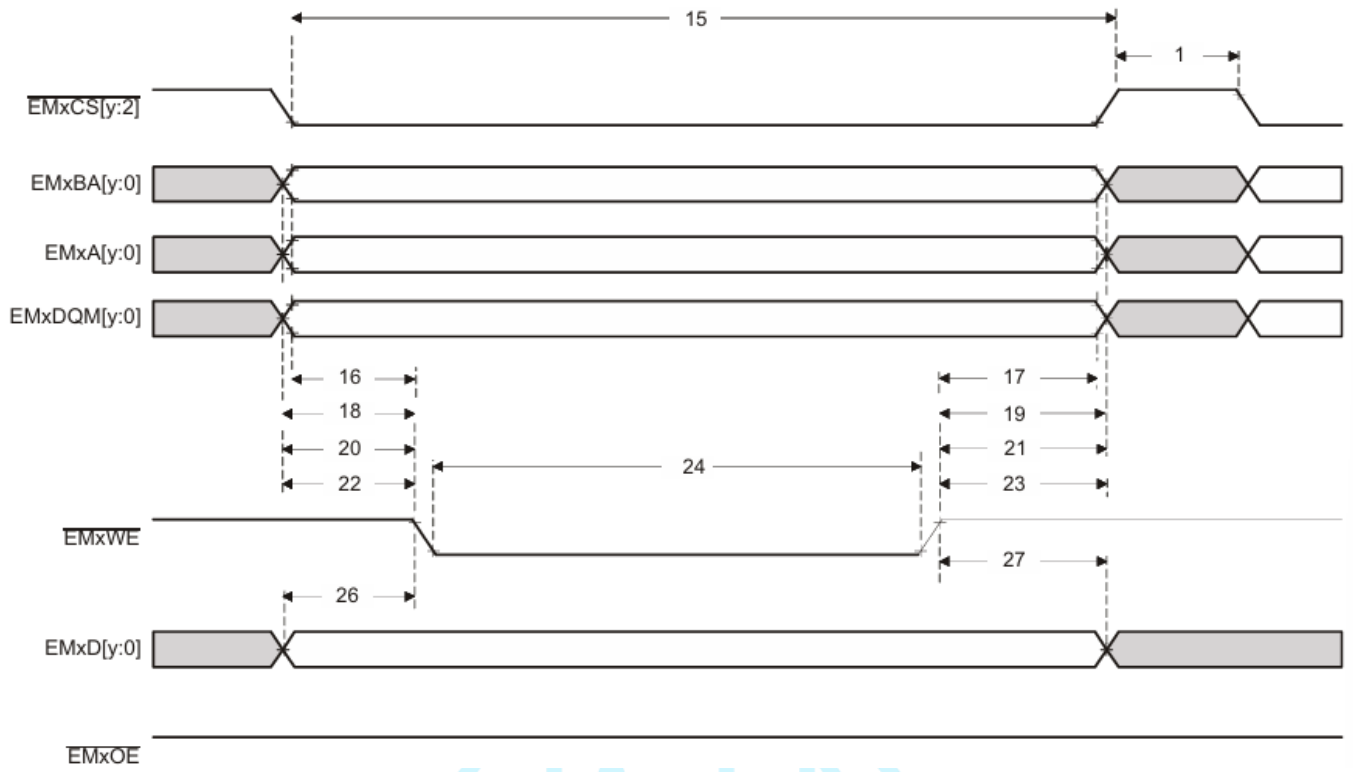 15
1
EMxCS[y:2]
EMxBA[y:0]
EMxA[y:0]
EMxDQM[y:0]
16 17
18 19
20 21
24
22 23
EMxWE
27
26
EMxD[y:0]
EMxOE